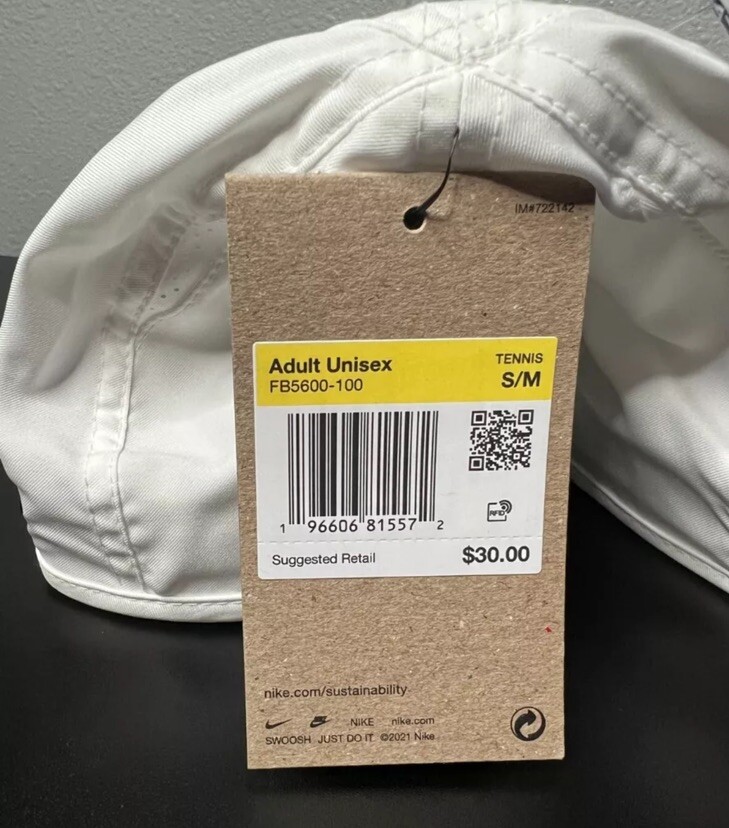 IM#722142
Adult Unisex
TENNIS
FB5600-100
S/M
RFID
1 96606 81557 2
Suggested Retail
$30.00
nike.com/sustainability
NIKE nike.com
SWOOSH JUST DO IT ©2021 Nike